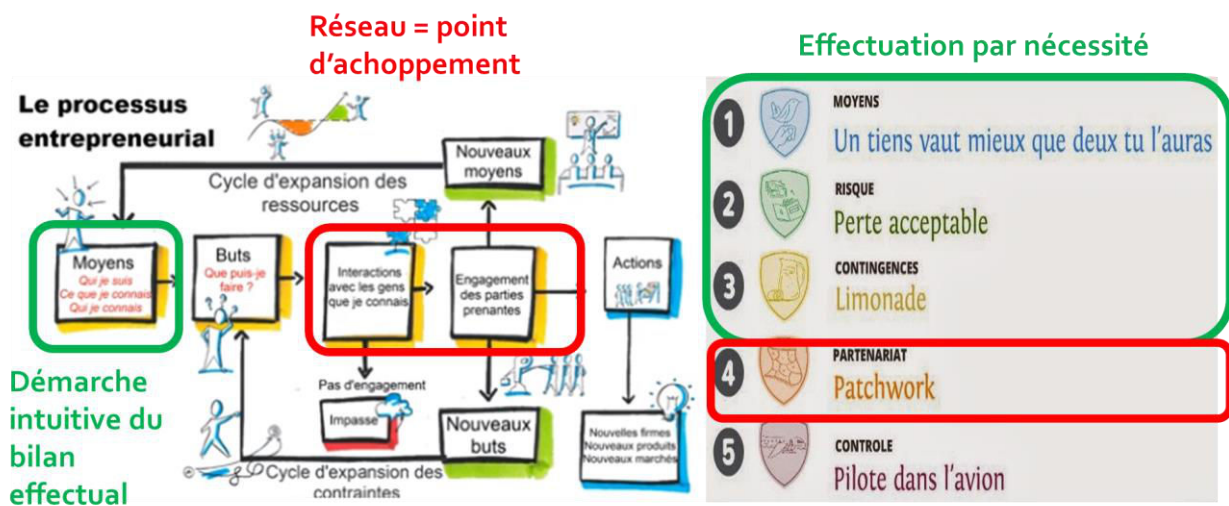 Réseau = point
d'achoppement
Effectuation par nécessité
Le processus
entrepreneurial
Nouveaux
moyens
Cycle d'expansion des
ressources
Moyens
Qui je suis
Ce que je connais
Qui je connais
Buts
Que puis-je
faire ?
Interactions
avec les gens
que je connais
Engagement
des parties
prenantes
Actions
Pas d'engagement
Impasse
Nouveaux
buts
Nouvelles firmes
Nouveaux produits
Nouveaux marchés
Cycle d'expansion des
contraintes
Démarche
intuitive du
bilan
effectual
1
MOYENS
Un tiens vaut mieux que deux tu l'auras
2
RISQUE
Perte acceptable
3
CONTINGENCES
Limonade
4
PARTENARIAT
Patchwork
5
CONTROLE
Pilote dans l'avion